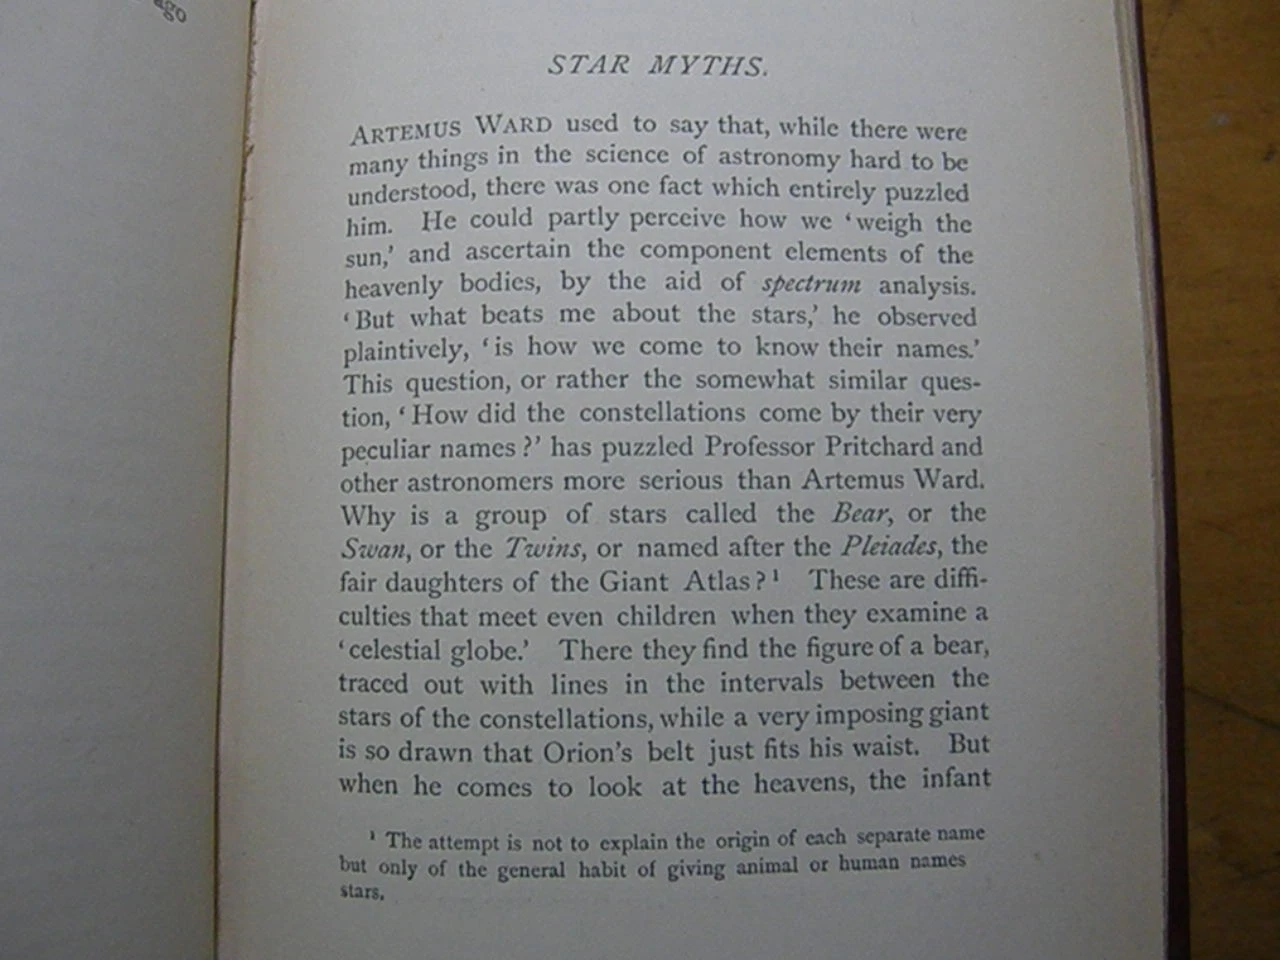 ago
STAR MYTHS.
ARTEMUS WARD used to say that, while there were
many things in the science of astronomy hard to be
understood, there was one fact which entirely puzzled
him. He could partly perceive how we ‘weigh the
sun,’ and ascertain the component elements of the
heavenly bodies, by the aid of spectrum analysis.
‘But what beats me about the stars,’ he observed
plaintively, ‘is how we come to know their names.’
This question, or rather the somewhat similar ques-
tion, ‘How did the constellations come by their very
peculiar names?’ has puzzled Professor Pritchard and
other astronomers more serious than Artemus Ward.
Why is a group of stars called the Bear, or the
Swan, or the Twins, or named after the Pleiades, the
fair daughters of the Giant Atlas?¹ These are diffi-
culties that meet even children when they examine a
‘celestial globe.’ There they find the figure of a bear,
traced out with lines in the intervals between the
stars of the constellations, while a very imposing giant
is so drawn that Orion’s belt just fits his waist. But
when he comes to look at the heavens, the infant
¹ The attempt is not to explain the origin of each separate name
but only of the general habit of giving animal or human names
stars.